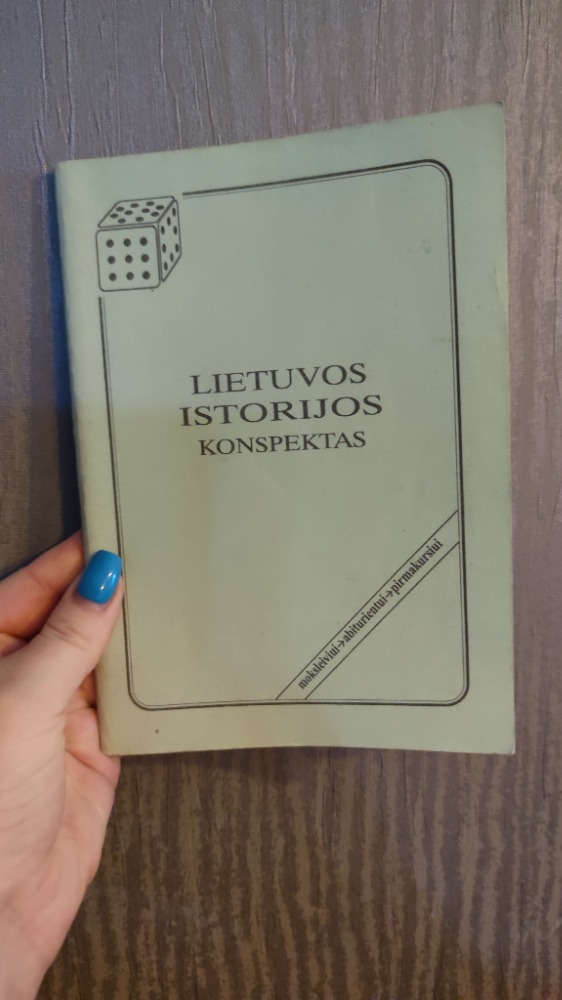 LIETUVOS
ISTORIJOS
KONSPEKTAS
moksleiviui→abiturientui→pirmakursiui